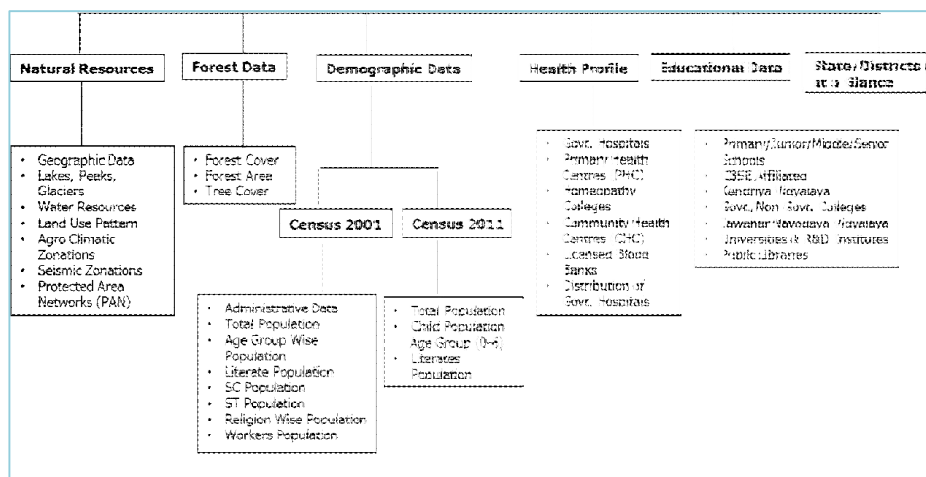 Natural Resources
Forest Data
Demographic Data
Health Profile
Educational Data
State/Districts
at a Glance
• Geographic Data
• Lakes, Peeks,
Glaciers
• Water Resources
• Land Use Pattern
• Agro Climatic
Zonations
• Seismic Zonations
• Protected Area
Networks (PAN)
• Forest Cover
• Forest Area
• Tree Cover
Census 2001
Census 2011
• Administrative Data
• Total Population
• Age Group Wise
Population
• Literate Population
• SC Population
• ST Population
• Religion Wise Population
• Workers Population
• Total Population
• Child Population
Age Group (0-6)
• Literates
Population
• Govt. Hospitals
• Primary Health
Centres (PHC)
• Homeopathy
Colleges
• Community Health
Centres (CHC)
• Licensed Blood
Banks
• Distribution of
Govt. Hospitals
• Primary/Junior/Middle/Senior
Schools
• CBSE Affiliated
• Kendriya Vidyalaya
• Govt./Non Govt. Colleges
• Jawahar Navodaya Vidyalaya
• Universities & R&D Institutes
• Public Libraries